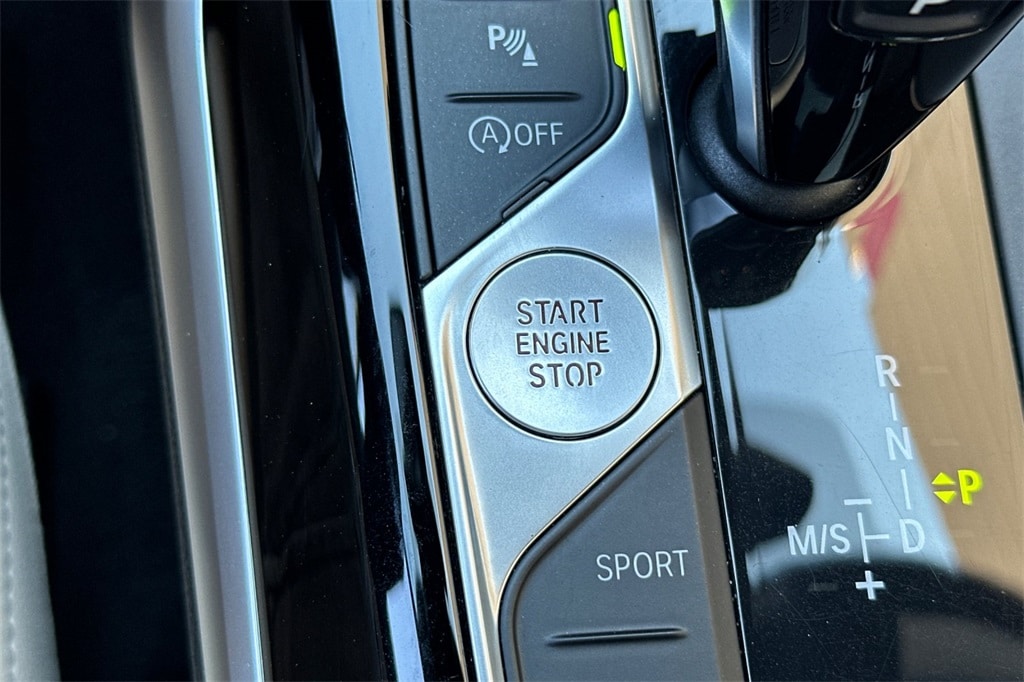 P
P
A OFF
START
ENGINE
STOP
R
N
P
M/S D
+
SPORT